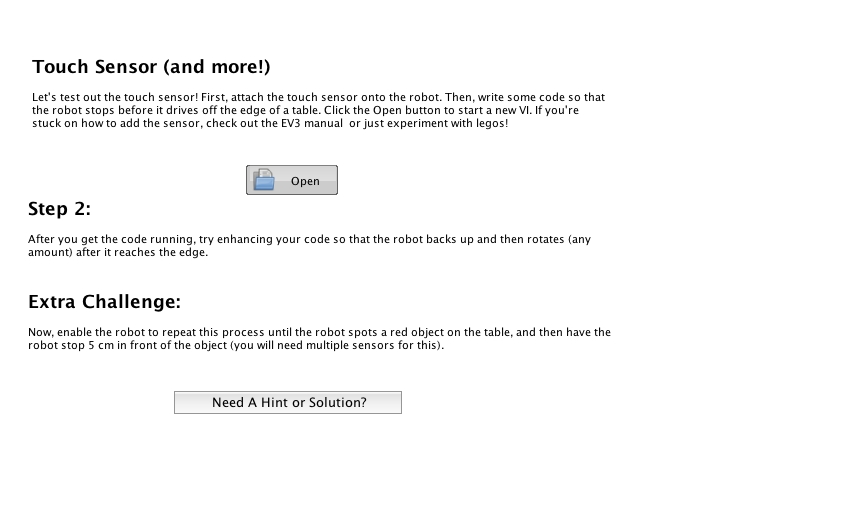 Touch Sensor (and more!)
Let's test out the touch sensor! First, attach the touch sensor onto the robot. Then, write some code so that
the robot stops before it drives off the edge of a table. Click the Open button to start a new VI. If you're
stuck on how to add the sensor, check out the EV3 manual  or just experiment with legos!
Open
Step 2:
After you get the code running, try enhancing your code so that the robot backs up and then rotates (any
amount) after it reaches the edge.
Extra Challenge:
Now, enable the robot to repeat this process until the robot spots a red object on the table, and then have the
robot stop 5 cm in front of the object (you will need multiple sensors for this).
Need A Hint or Solution?